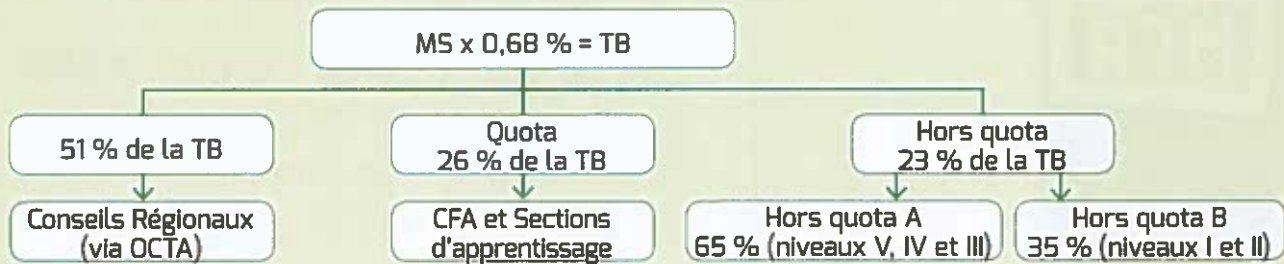 MS x 0,68 % = TB
51 % de la TB
Quota
26 % de la TB
Hors quota
23 % de la TB
Conseils Régionaux
(via OCTA)
CFA et Sections
d'apprentissage
Hors quota A
65 % (niveaux V, IV et III)
Hors quota B
35 % (niveaux I et II)